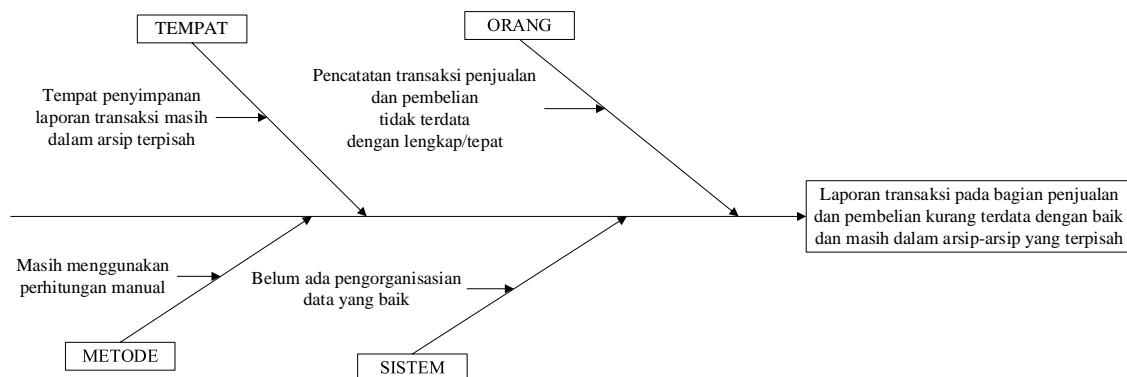 TEMPAT
ORANG
Tempat penyimpanan
laporan transaksi masih
dalam arsip terpisah
Pencatatan transaksi penjualan
dan pembelian
tidak terdata
dengan lengkap/tepat
Laporan transaksi pada bagian penjualan
dan pembelian kurang terdata dengan baik
dan masih dalam arsip-arsip yang terpisah
Masih menggunakan
perhitungan manual
Belum ada pengorganisasian
data yang baik
METODE
SISTEM